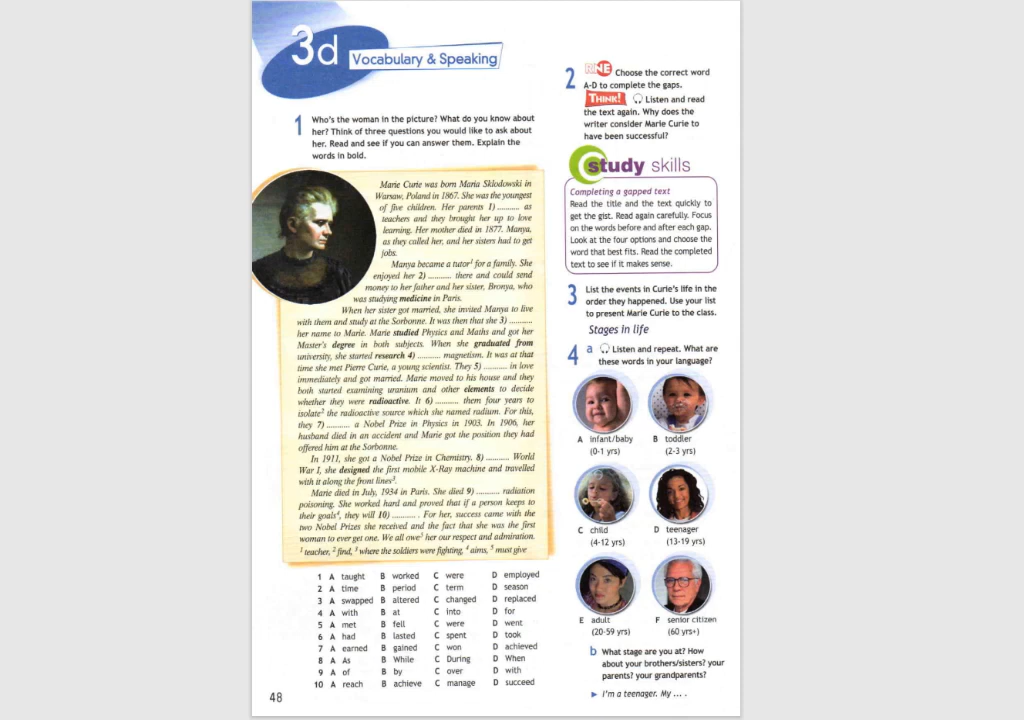 3d Vocabulary & Speaking
1 Who's the woman in the picture? What do you know about
her? Think of three questions you would like to ask about
her. Read and see if you can answer them. Explain the
words in bold.
Marie Curie was born Maria Sklodowski in
Warsaw, Poland in 1867. She was the youngest
of five children. Her parents 1) ........... as
teachers and they brought her up to love
learning. Her mother died in 1877. Manya,
as they called her, and her sisters had to get
jobs.
Manya became a tutor¹ for a family. She
enjoyed her 2) ........... there and could send
money to her father and her sister, Bronya, who
was studying medicine in Paris.
When her sister got married, she invited Manya to live
with them and study at the Sorbonne. It was then that she 3) ...........
her name to Marie. Marie studied Physics and Maths and got her
Master's degree in both subjects. When she graduated from
university, she started research 4) ........... magnetism. It was at that
time she met Pierre Curie, a young scientist. They 5) ........... in love
immediately and got married. Marie moved to his house and they
both started examining uranium and other elements to decide
whether they were radioactive. It 6) ........... them four years to
isolate² the radioactive source which she named radium. For this,
they 7) ........... a Nobel Prize in Physics in 1903. In 1906, her
husband died in an accident and Marie got the position they had
offered him at the Sorbonne.
In 1911, she got a Nobel Prize in Chemistry. 8) ........... World
War I, she designed the first mobile X-Ray machine and travelled
with it along the front lines³.
Marie died in July, 1934 in Paris. She died 9) ........... radiation
poisoning. She worked hard and proved that if a person keeps to
their goals⁴, they will 10) ........... . For her, success came with the
two Nobel Prizes she received and the fact that she was the first
woman to ever get one. We all owe⁵ her our respect and admiration.
¹ teacher, ² find, ³ where the soldiers were fighting, ⁴ aims, ⁵ must give
1 A taught B worked C were D employed
2 A time B period C term D season
3 A swapped B altered C changed D replaced
4 A with B at C into D for
5 A met B fell C were D went
6 A had B lasted C spent D took
7 A earned B gained C won D achieved
8 A As B While C During D When
9 A of B by C over D with
10 A reach B achieve C manage D succeed
48
2 RNE Choose the correct word
A-D to complete the gaps.
THINK! Listen and read
the text again. Why does the
writer consider Marie Curie to
have been successful?
study skills
Completing a gapped text
Read the title and the text quickly to
get the gist. Read again carefully. Focus
on the words before and after each gap.
Look at the four options and choose the
word that best fits. Read the completed
text to see if it makes sense.
3 List the events in Curie's life in the
order they happened. Use your list
to present Marie Curie to the class.
Stages in life
4 a Listen and repeat. What are
these words in your language?
A infant/baby B toddler
(0-1 yrs) (2-3 yrs)
C child D teenager
(4-12 yrs) (13-19 yrs)
E adult F senior citizen
(20-59 yrs) (60 yrs+)
b What stage are you at? How
about your brothers/sisters? your
parents? your grandparents?
► I'm a teenager. My ... .